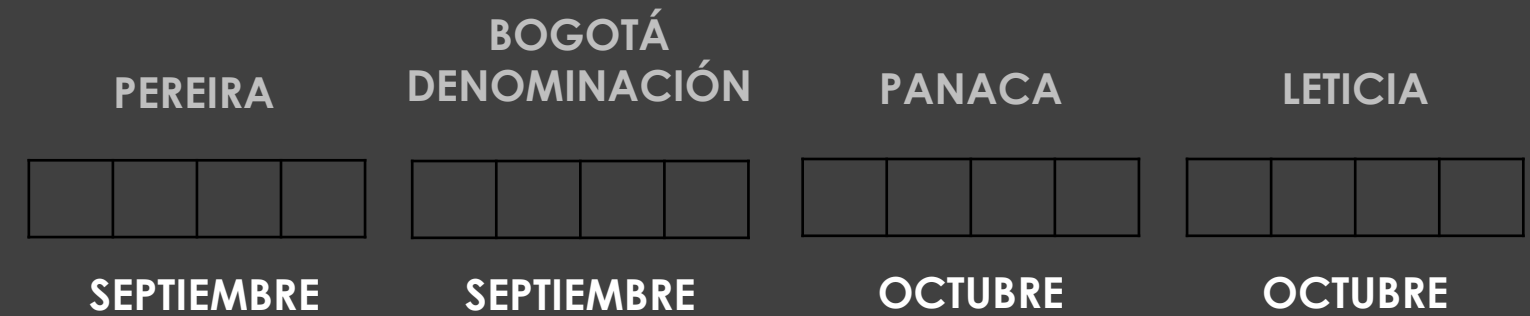 PEREIRA
BOGOTÁ
DENOMINACIÓN
PANACA
LETICIA
SEPTIEMBRE
SEPTIEMBRE
OCTUBRE
OCTUBRE